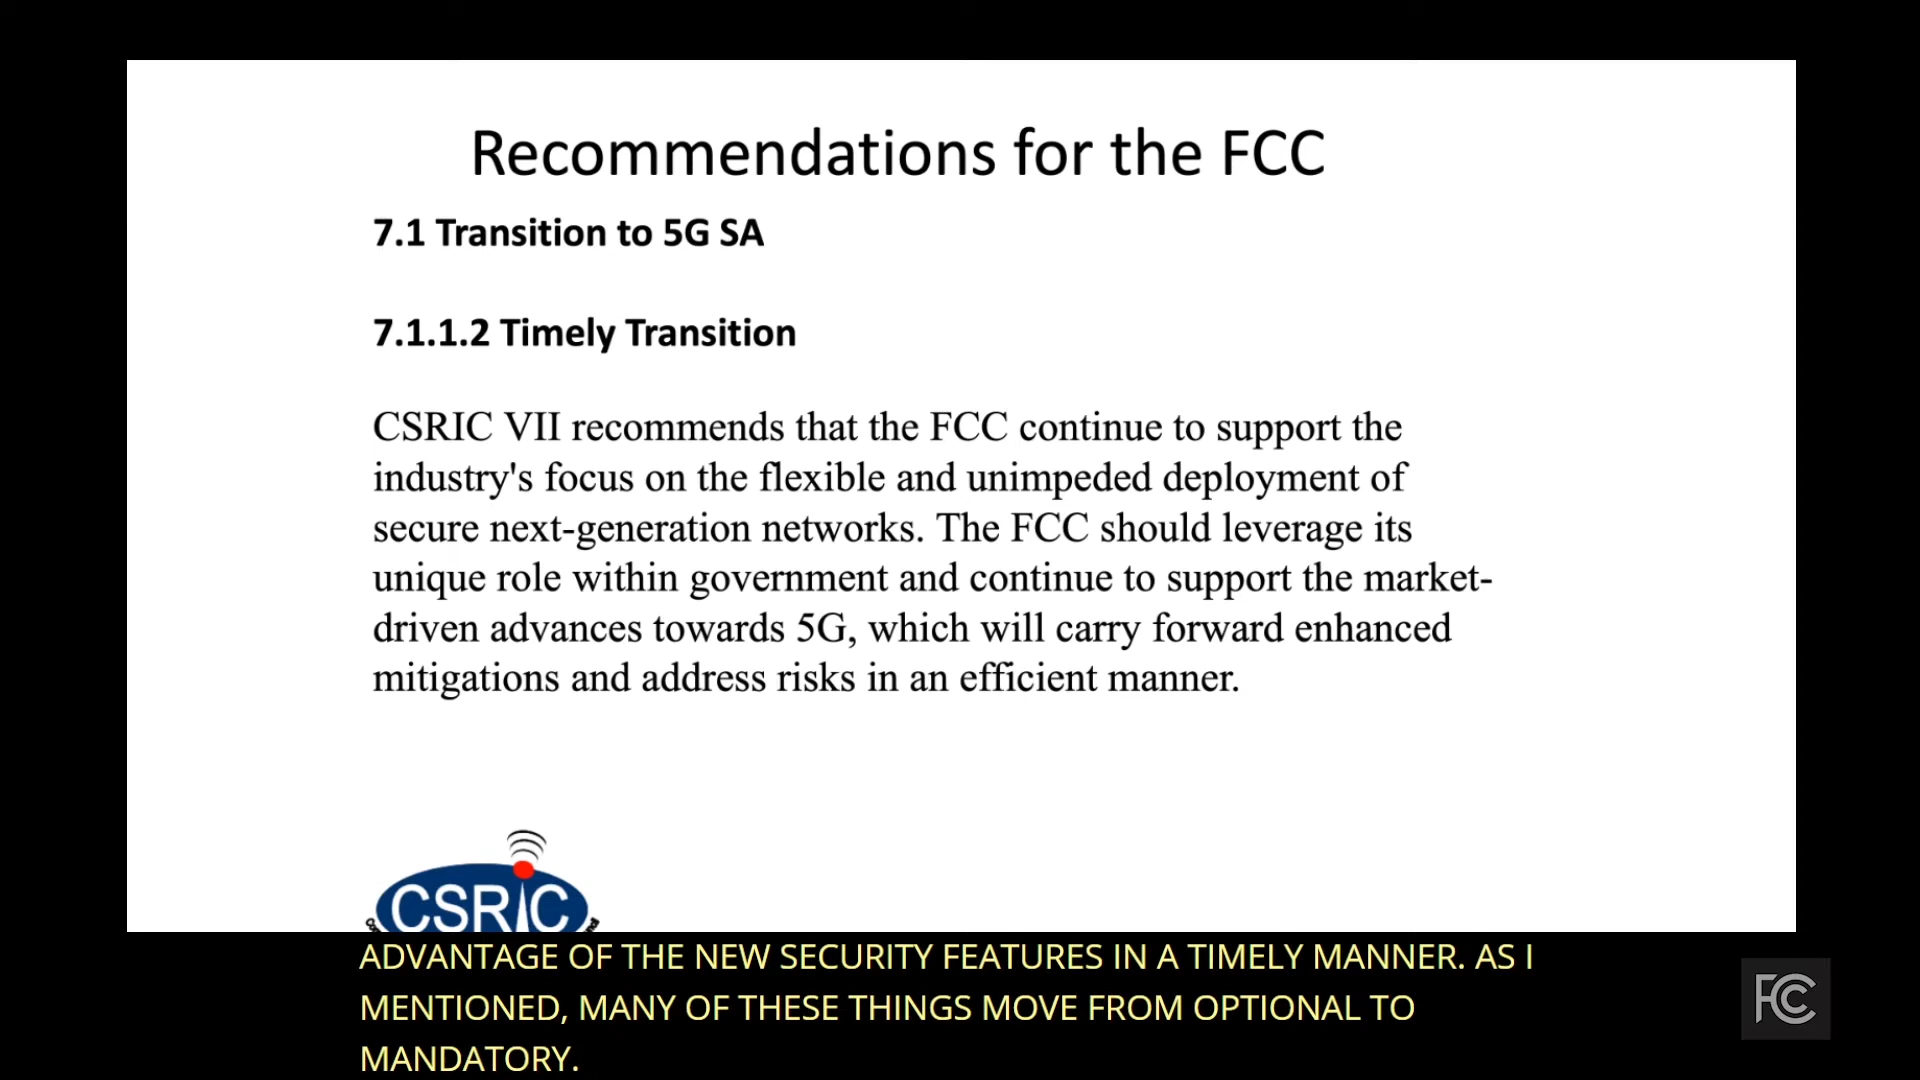 Recommendations for the FCC
7.1 Transition to 5G SA
7.1.1.2 Timely Transition
CSRIC VII recommends that the FCC continue to support the
industry's focus on the flexible and unimpeded deployment of
secure next-generation networks. The FCC should leverage its
unique role within government and continue to support the market-
driven advances towards 5G, which will carry forward enhanced
mitigations and address risks in an efficient manner.
CSRIC
ADVANTAGE OF THE NEW SECURITY FEATURES IN A TIMELY MANNER. AS I
MENTIONED, MANY OF THESE THINGS MOVE FROM OPTIONAL TO
MANDATORY.
FCC